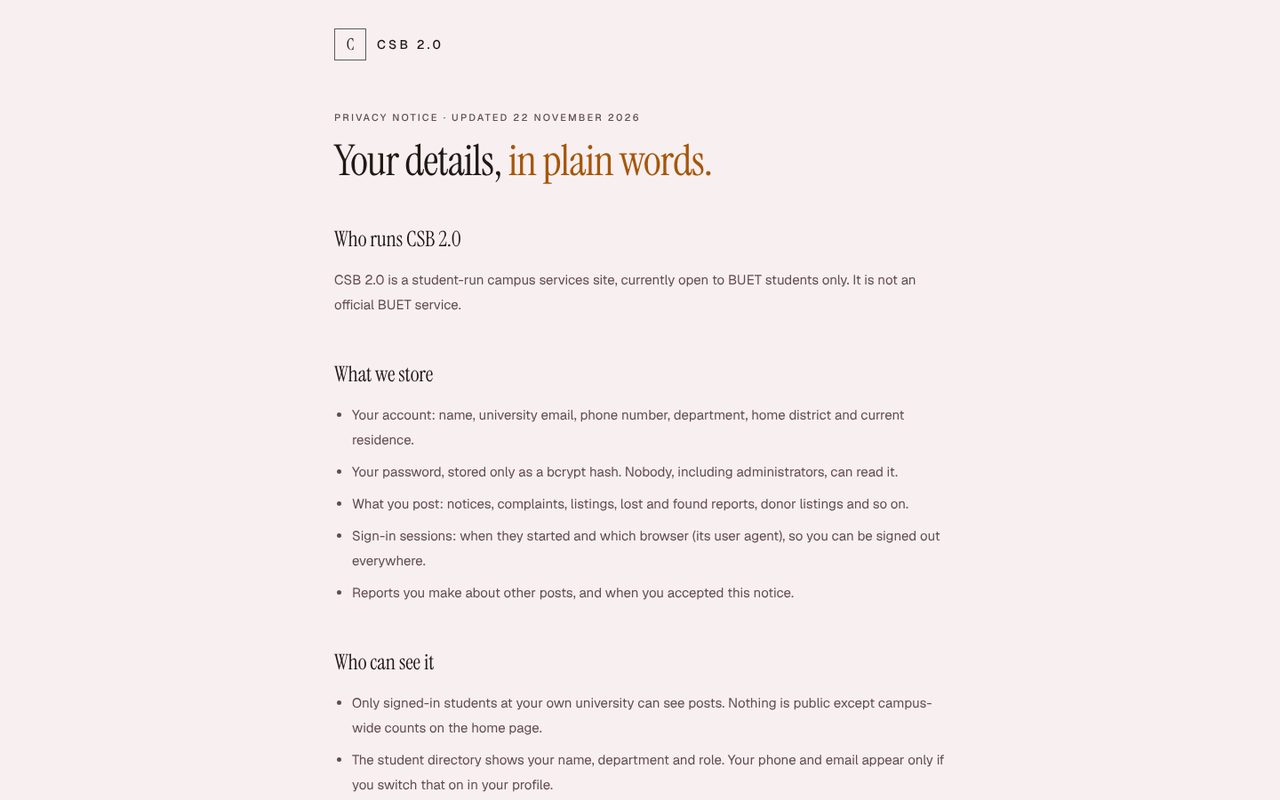 C CSB 2.0
PRIVACY NOTICE · UPDATED 22 NOVEMBER 2026
Your details, in plain words.
Who runs CSB 2.0
CSB 2.0 is a student-run campus services site, currently open to BUET students only. It is not an
official BUET service.
What we store
• Your account: name, university email, phone number, department, home district and current
residence.
• Your password, stored only as a bcrypt hash. Nobody, including administrators, can read it.
• What you post: notices, complaints, listings, lost and found reports, donor listings and so on.
• Sign-in sessions: when they started and which browser (its user agent), so you can be signed out
everywhere.
• Reports you make about other posts, and when you accepted this notice.
Who can see it
• Only signed-in students at your own university can see posts. Nothing is public except campus-
wide counts on the home page.
• The student directory shows your name, department and role. Your phone and email appear only if
you switch that on in your profile.